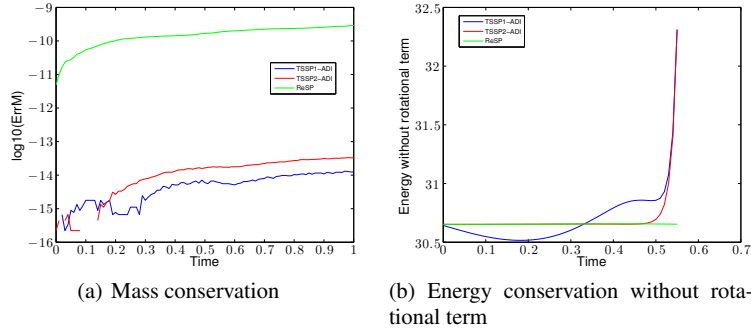 −9
−10
−11
−12
−13
−14
−15
−16
log10(ErrM)
0
0.1
0.2
0.3
0.4
0.5
0.6
0.7
0.8
0.9
1
Time
TSSP1−ADI
TSSP2−ADI
ReSP
(a) Mass conservation
32.5
32
31.5
31
30.5
Energy without rotational term
0
0.1
0.2
0.3
0.4
0.5
0.6
0.7
Time
TSSP1−ADI
TSSP2−ADI
ReSP
(b) Energy conservation without rota-
tional term